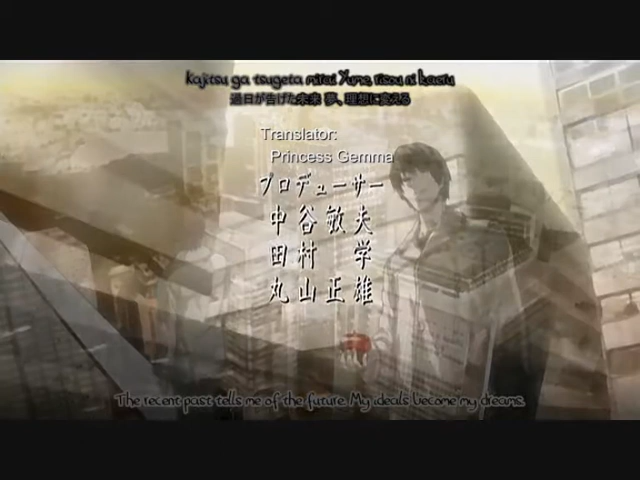 kajitsu ga tsugeta mirai Yume, risou ni kaeru
過日が告げた未来 夢、理想に変える
Translator:
Princess Gemma
プロデューサー
中谷敏夫
田村 学
丸山正雄
The recent past tells me of the future. My ideals become my dreams.